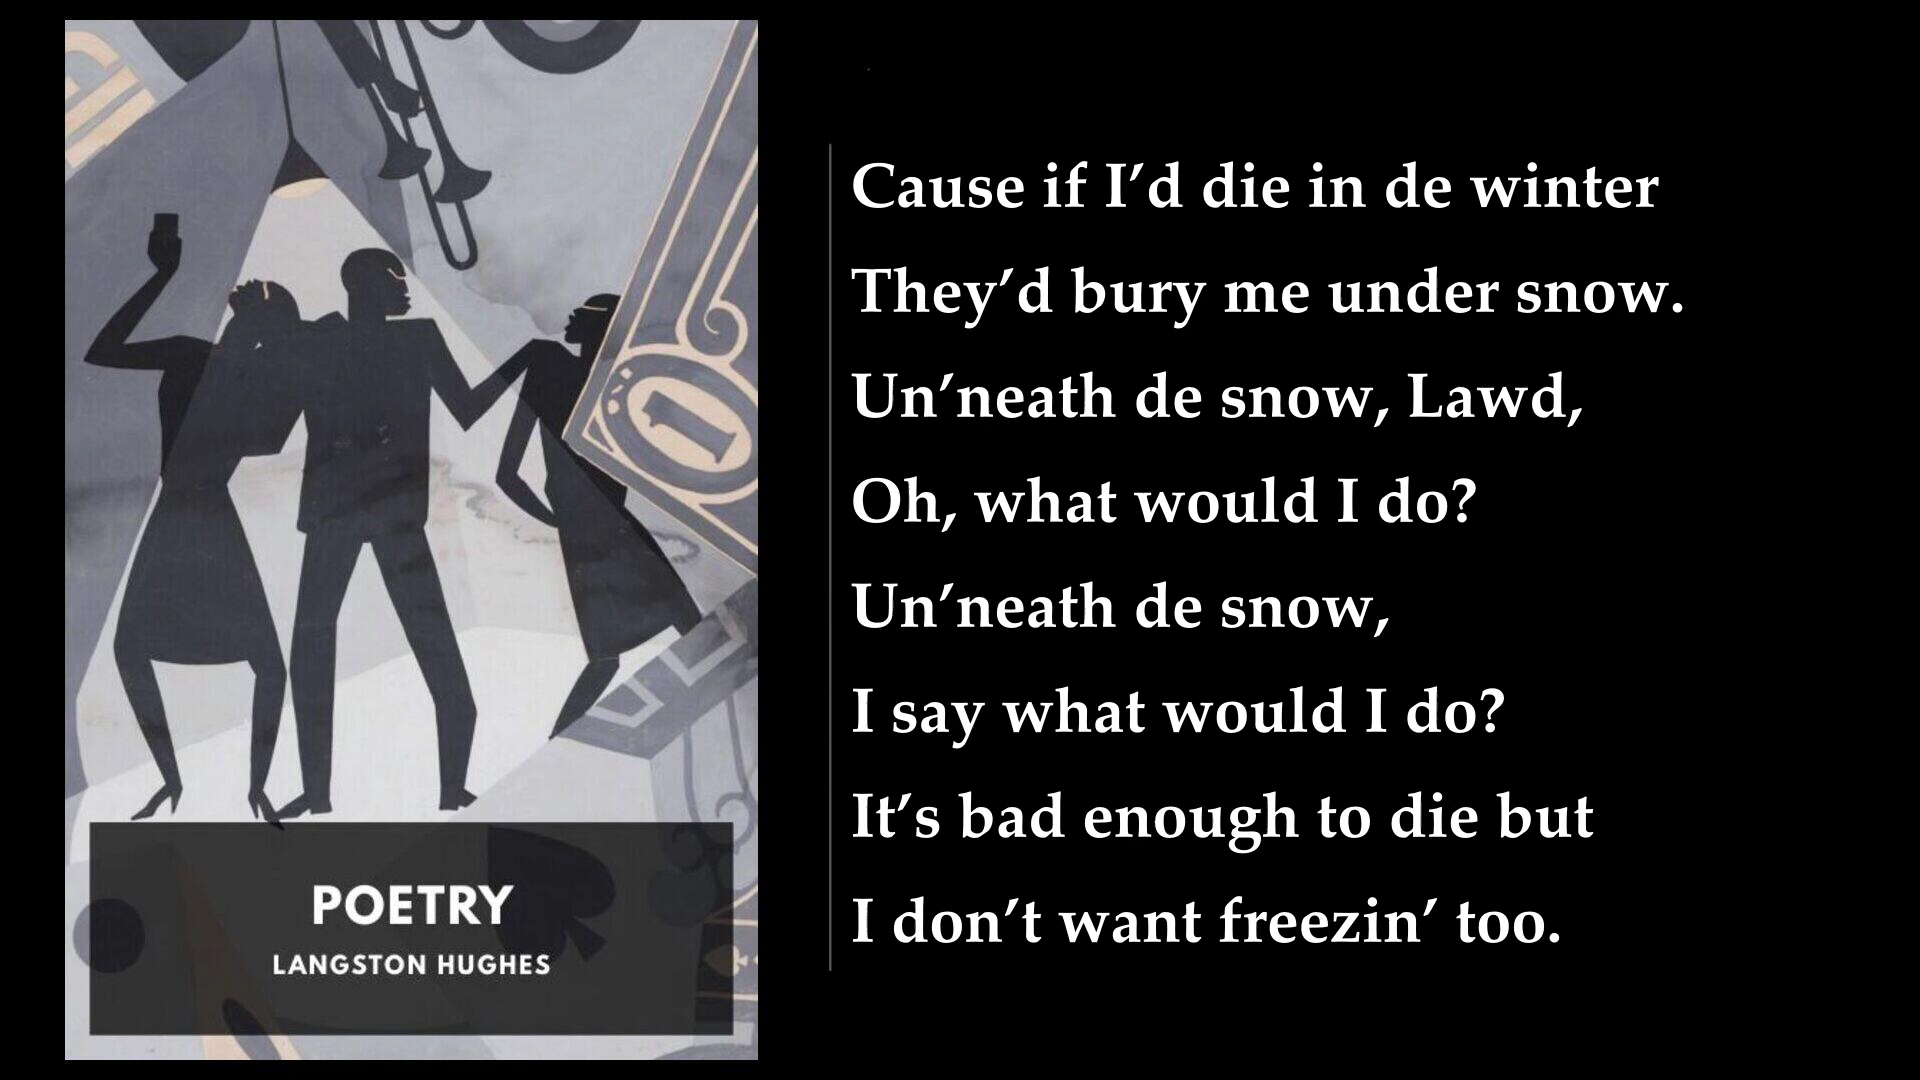 POETRY
LANGSTON HUGHES
Cause if I’d die in de winter
They’d bury me under snow.
Un’neath de snow, Lawd,
Oh, what would I do?
Un’neath de snow,
I say what would I do?
It’s bad enough to die but
I don’t want freezin’ too.